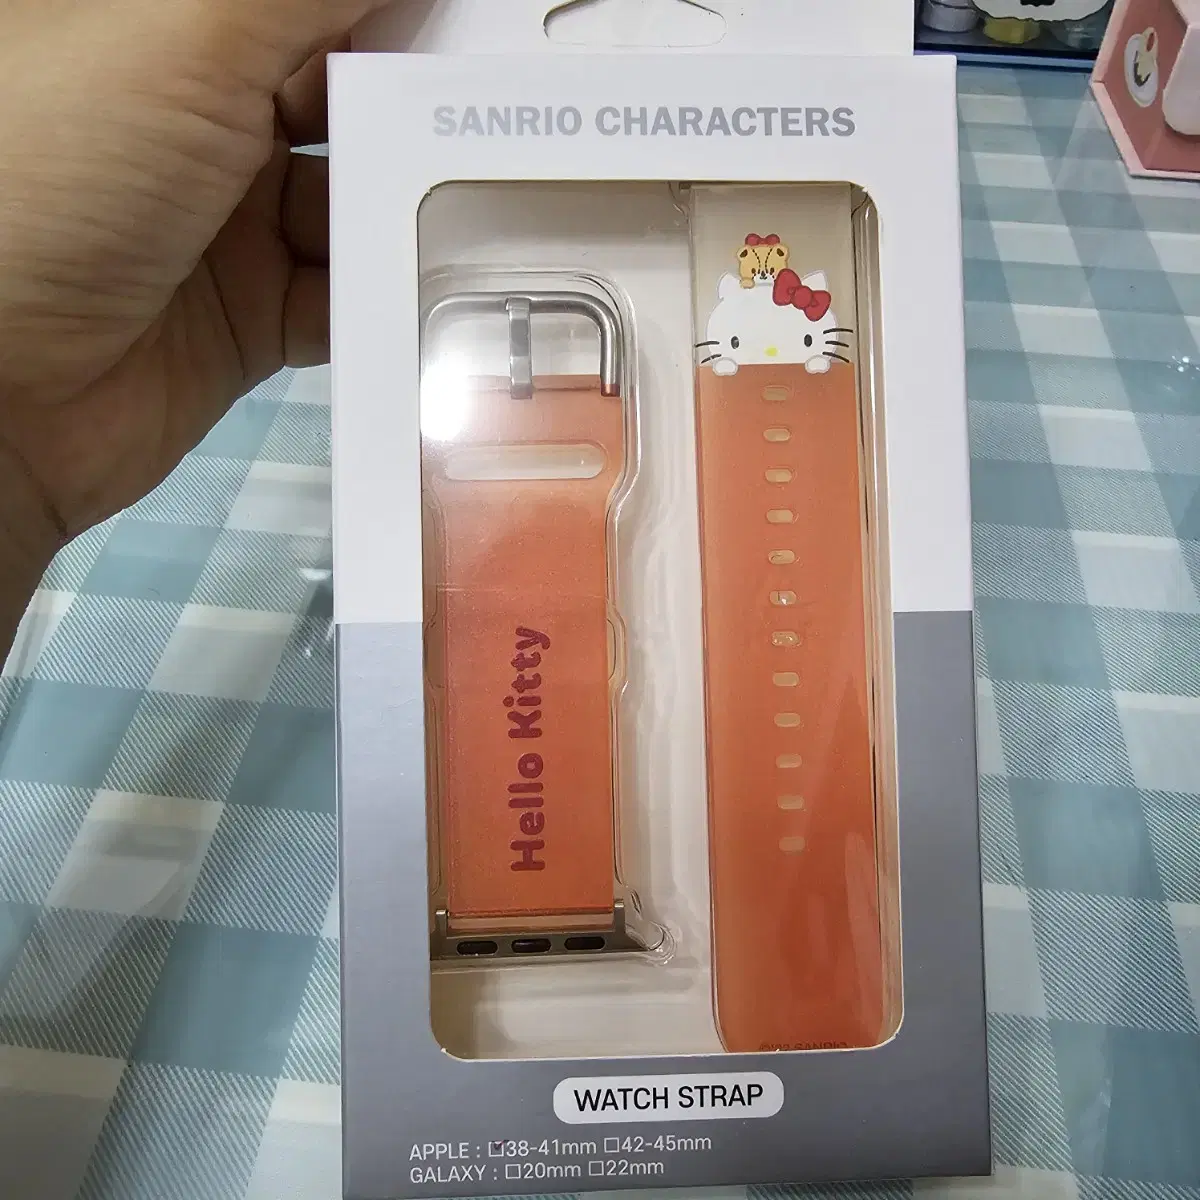 SANRIO CHARACTERS
Hello Kitty
WATCH STRAP
APPLE : ☑38-41mm ☐42-45mm
GALAXY : ☐20mm ☐22mm